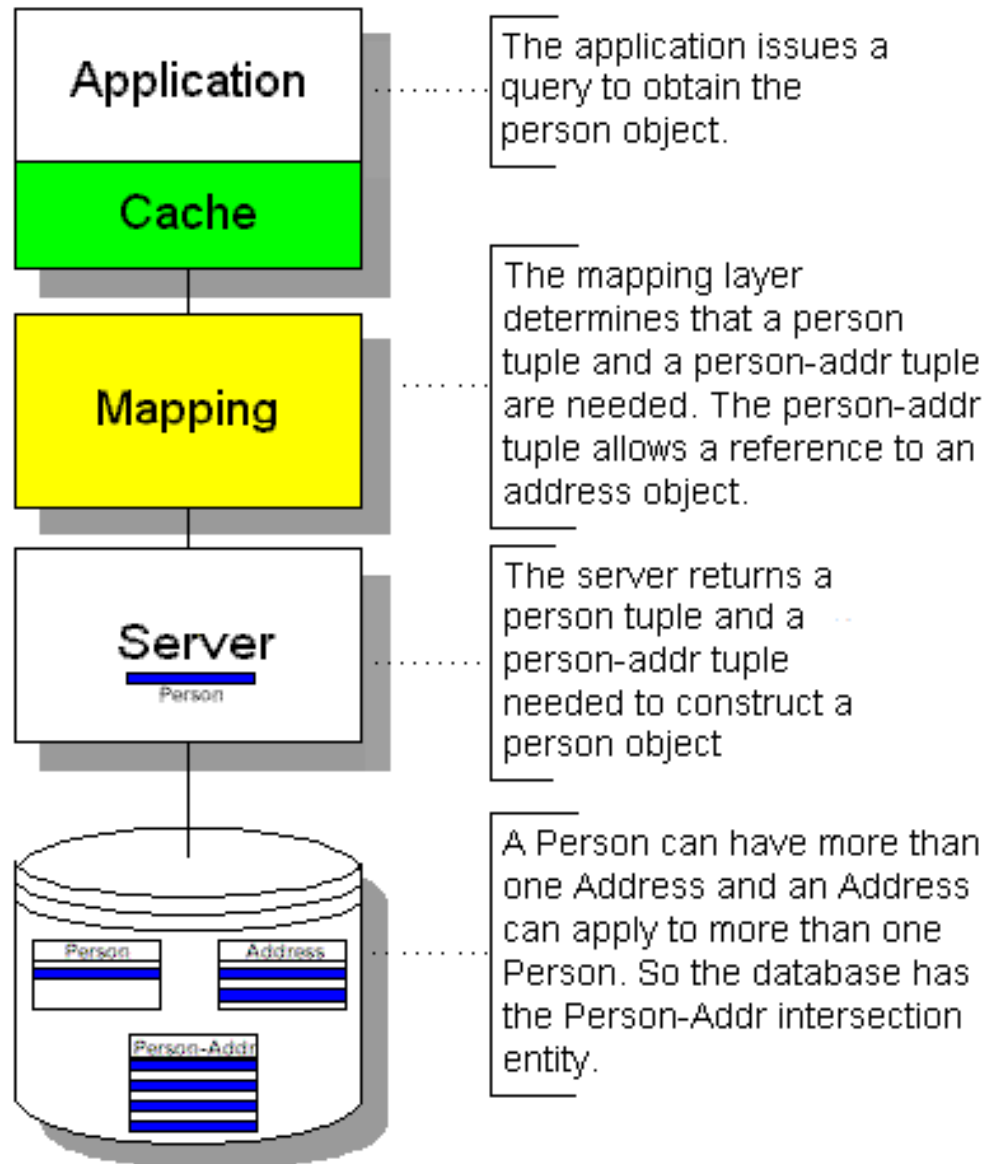 Application
The application issues a
query to obtain the
person object.
Cache
The mapping layer
determines that a person
tuple and a person-addr tuple
are needed. The person-addr
tuple allows a reference to an
address object.
Mapping
The server returns a
person tuple and a
person-addr tuple
needed to construct a
person object
Server
Person
A Person can have more than
one Address and an Address
can apply to more than one
Person. So the database has
the Person-Addr intersection
entity.
Person
Address
Person-Addr